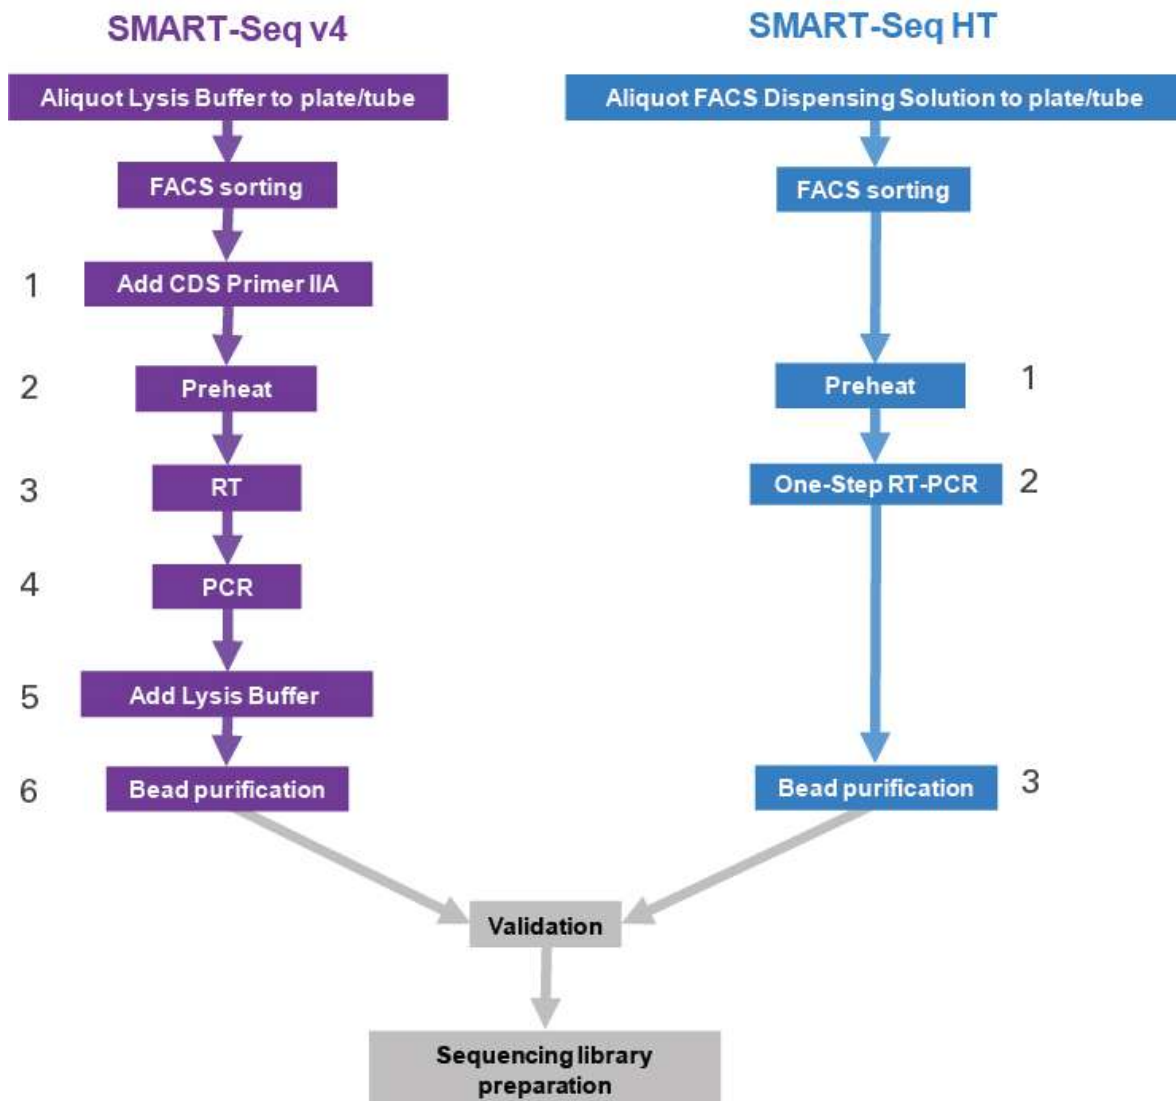 SMART-Seq v4
SMART-Seq HT
Aliquot Lysis Buffer to plate/tube
Aliquot FACS Dispensing Solution to plate/tube
FACS sorting
FACS sorting
1
Add CDS Primer IIA
2
Preheat
Preheat
1
3
RT
One-Step RT-PCR
2
4
PCR
5
Add Lysis Buffer
6
Bead purification
Bead purification
3
Validation
Sequencing library
preparation